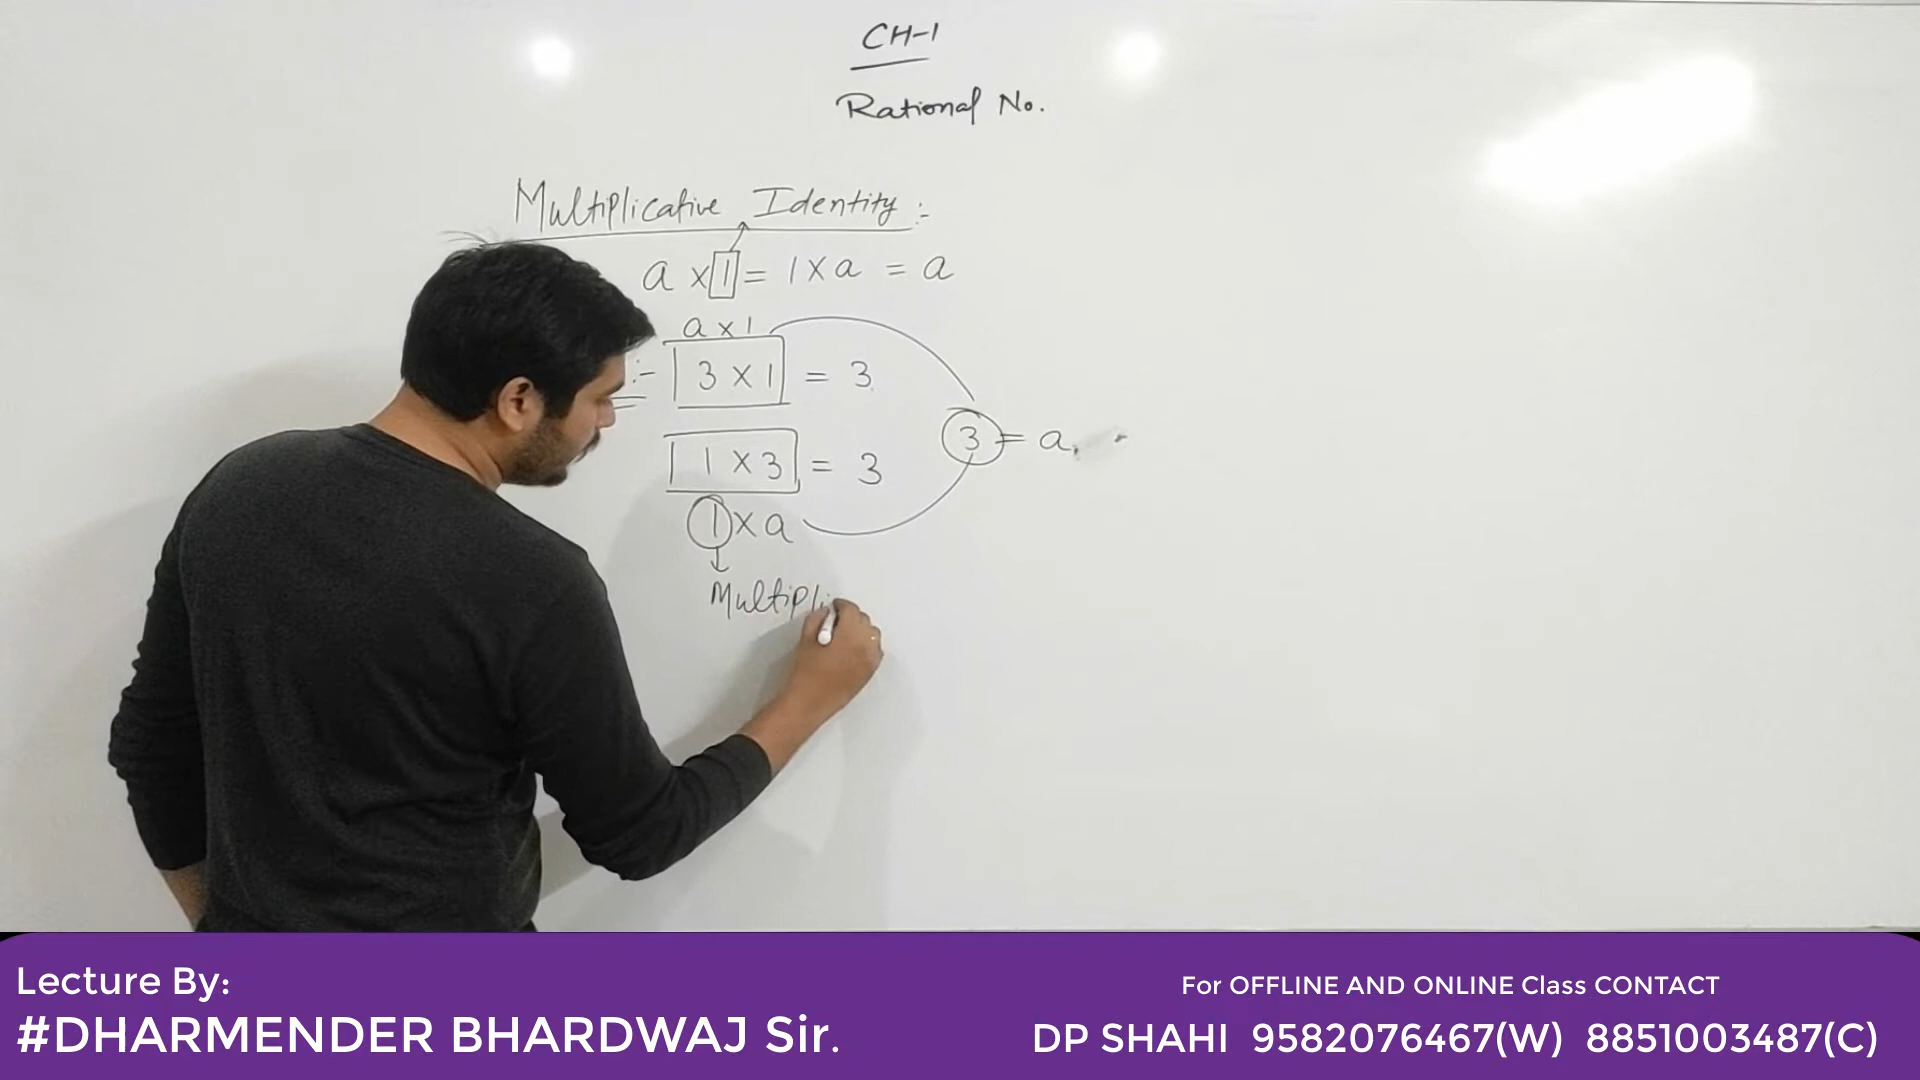 CH-1
Rational No.
Multiplicative Identity :-
a × 1 = 1 × a = a
a × 1
:- 3 × 1 = 3
3 = a,
1 × 3 = 3
1 × a
Multipli
Lecture By:
#DHARMENDER BHARDWAJ Sir.
For OFFLINE AND ONLINE Class CONTACT
DP SHAHI 9582076467(W) 8851003487(C)